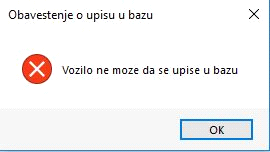 Obavestenje o upisu u bazu
Vozilo ne moze da se upise u bazu
OK